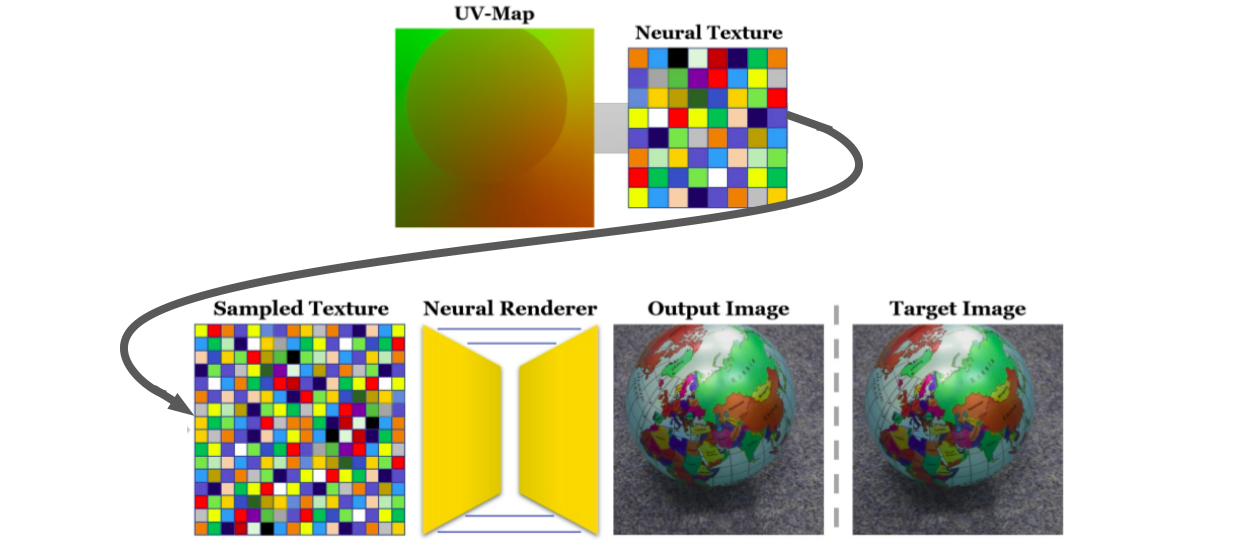 UV-Map
Neural Texture
Sampled Texture
Neural Renderer
Output Image
Target Image